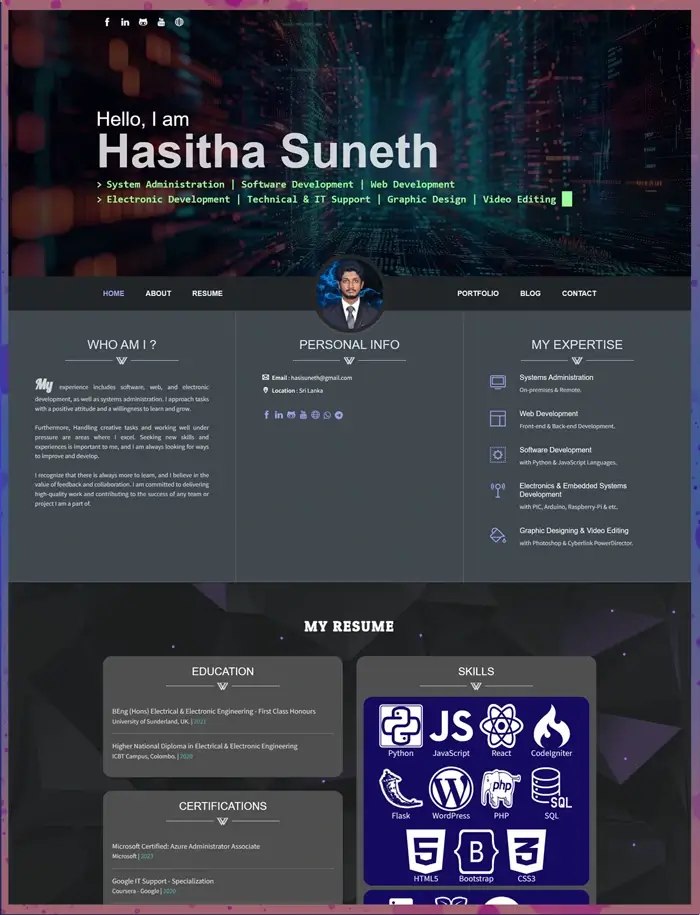 Hello, I am
Hasitha Suneth
> System Administration | Software Development | Web Development
> Electronic Development | Technical & IT Support | Graphic Design | Video Editing
HOME ABOUT RESUME PORTFOLIO BLOG CONTACT
WHO AM I ?
My experience includes software, web, and electronic
development, as well as systems administration. I approach tasks
with a positive attitude and a willingness to learn and grow.
Furthermore, Handling creative tasks and working well under
pressure are areas where I excel. Seeking new skills and
experiences is important to me, and I am always looking for ways
to improve and develop.
I recognize that there is always more to learn, and I believe in the
value of feedback and collaboration. I am committed to delivering
high-quality work and contributing to the success of any team or
project I am a part of.
PERSONAL INFO
Email : hasisuneth@gmail.com
Location : Sri Lanka
MY EXPERTISE
Systems Administration
On-premises & Remote.
Web Development
Front-end & Back-end Development.
Software Development
with Python & JavaScript Languages.
Electronics & Embedded Systems
Development
with PIC, Arduino, Raspberry-Pi & etc.
Graphic Designing & Video Editing
with Photoshop & Cyberlink PowerDirector.
MY RESUME
EDUCATION
BEng (Hons) Electrical & Electronic Engineering - First Class Honours
University of Sunderland, UK. | 2021
Higher National Diploma in Electrical & Electronic Engineering
ICBT Campus, Colombo. | 2020
CERTIFICATIONS
Microsoft Certified: Azure Administrator Associate
Microsoft | 2023
Google IT Support - Specialization
Coursera - Google | 2020
SKILLS
JS
Python JavaScript React CodeIgniter
php SQL
Flask WordPress PHP SQL
5 B 3
HTML5 Bootstrap CSS3